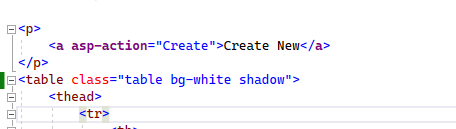 <p>
<a asp-action="Create">Create New</a>
</p>
<table class="table bg-white shadow">
<thead>
<tr>